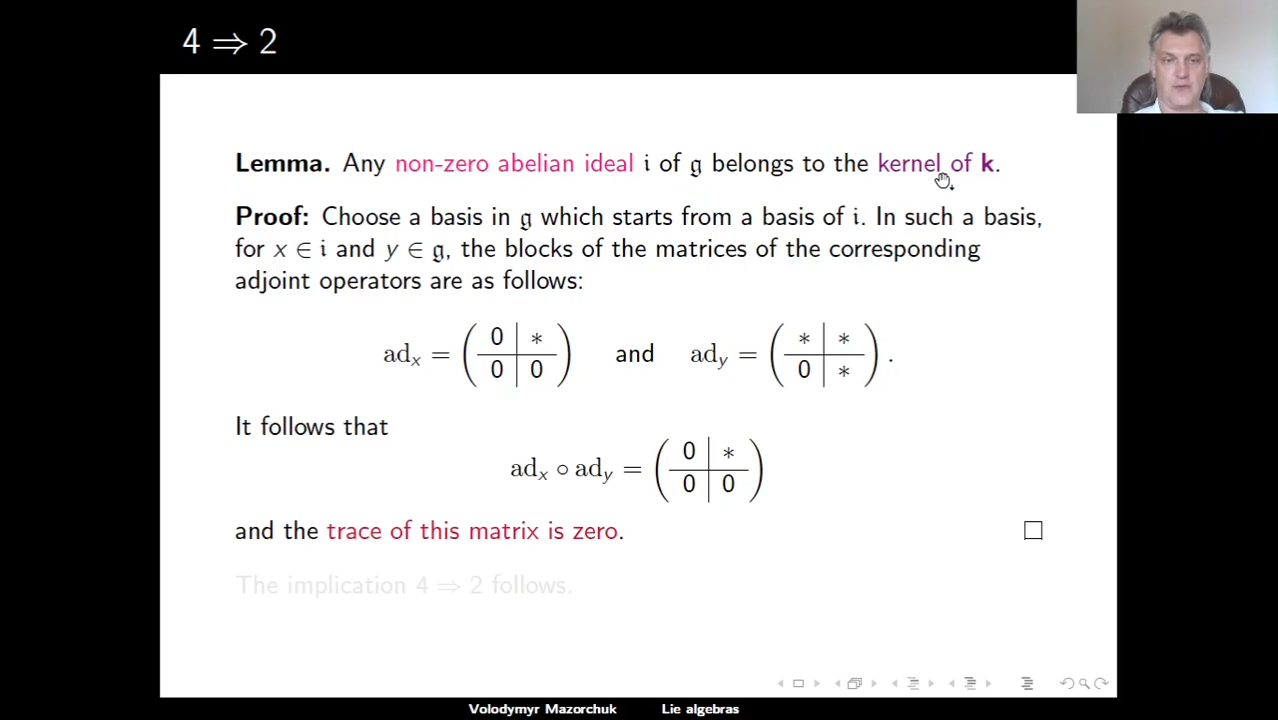 4 ⇒ 2
Lemma. Any non-zero abelian ideal 𝔦 of 𝔤 belongs to the kernel of k.
Proof: Choose a basis in 𝔤 which starts from a basis of 𝔦. In such a basis,
for x ∈ 𝔦 and y ∈ 𝔤, the blocks of the matrices of the corresponding
adjoint operators are as follows:
ad_x = ( 0 | * ; 0 | 0 ) and ad_y = ( * | * ; 0 | * ).
It follows that
ad_x ∘ ad_y = ( 0 | * ; 0 | 0 )
and the trace of this matrix is zero. □
The implication 4 ⇒ 2 follows.
Volodymyr Mazorchuk Lie algebras